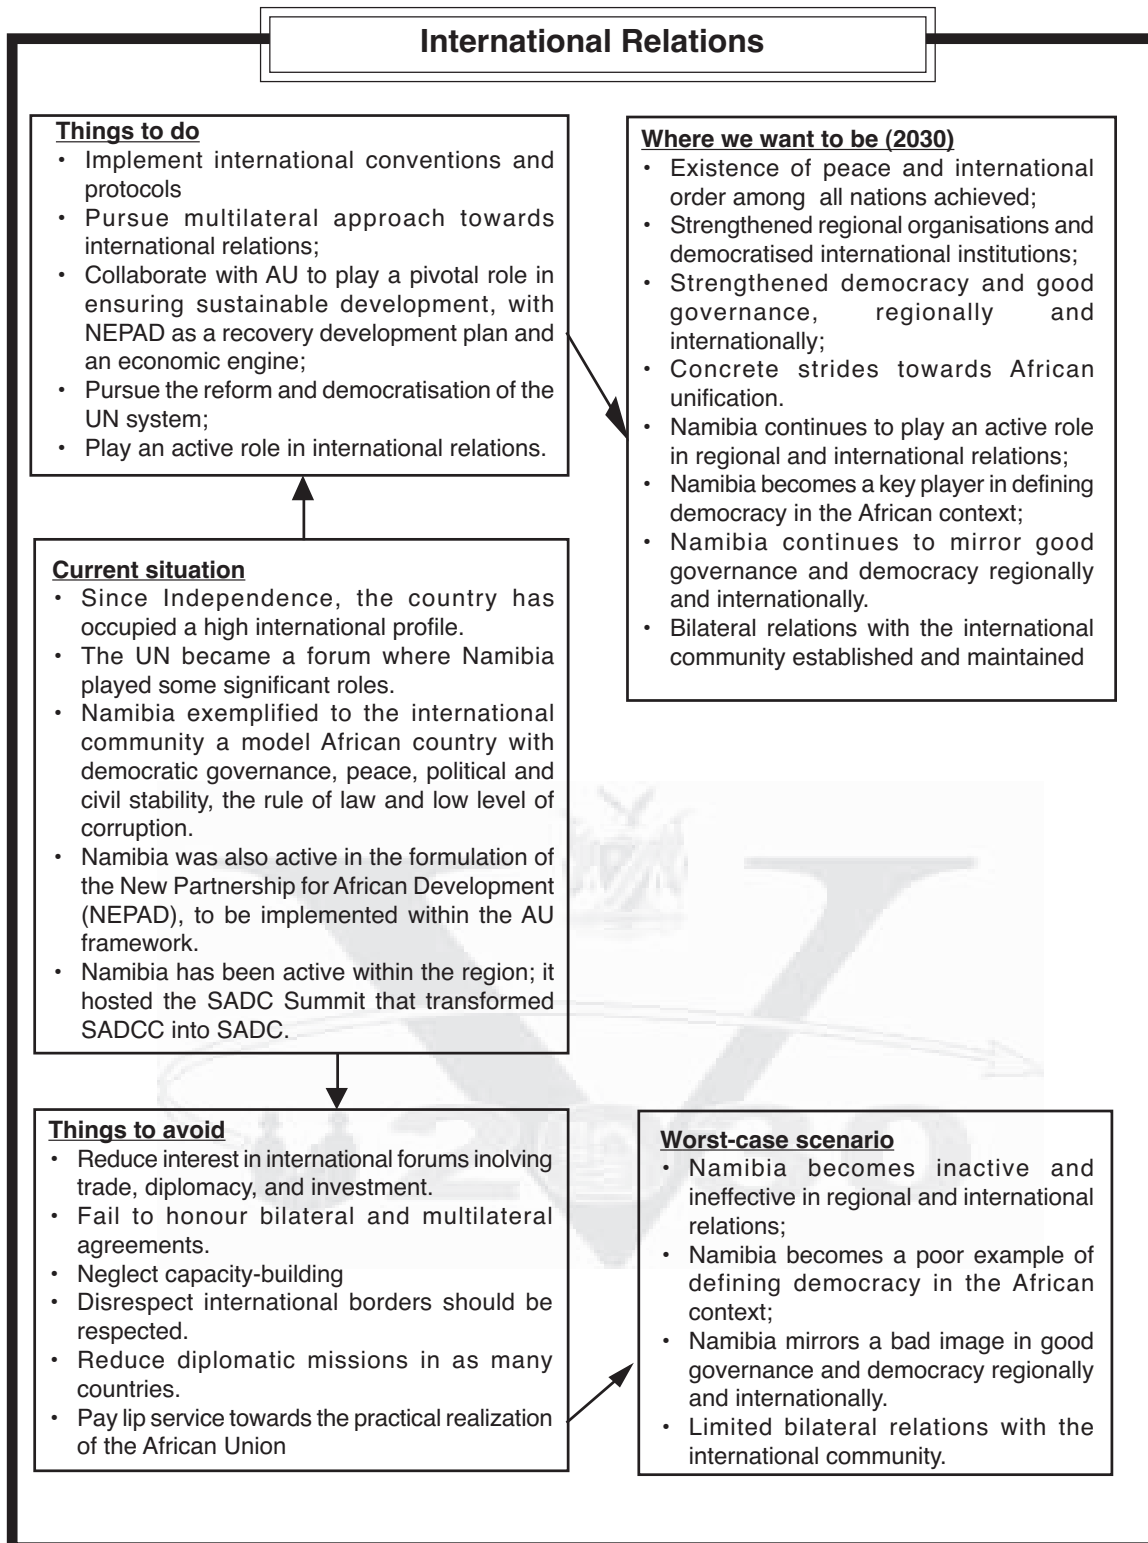 International Relations
Things to do
• Implement international conventions and
protocols
• Pursue multilateral approach towards
international relations;
• Collaborate with AU to play a pivotal role in
ensuring sustainable development, with
NEPAD as a recovery development plan and
an economic engine;
• Pursue the reform and democratisation of the
UN system;
• Play an active role in international relations.
Where we want to be (2030)
• Existence of peace and international
order among all nations achieved;
• Strengthened regional organisations and
democratised international institutions;
• Strengthened democracy and good
governance, regionally and
internationally;
• Concrete strides towards African
unification.
• Namibia continues to play an active role
in regional and international relations;
• Namibia becomes a key player in defining
democracy in the African context;
• Namibia continues to mirror good
governance and democracy regionally
and internationally.
• Bilateral relations with the international
community established and maintained
Current situation
• Since Independence, the country has
occupied a high international profile.
• The UN became a forum where Namibia
played some significant roles.
• Namibia exemplified to the international
community a model African country with
democratic governance, peace, political and
civil stability, the rule of law and low level of
corruption.
• Namibia was also active in the formulation of
the New Partnership for African Development
(NEPAD), to be implemented within the AU
framework.
• Namibia has been active within the region; it
hosted the SADC Summit that transformed
SADCC into SADC.
Things to avoid
• Reduce interest in international forums inolving
trade, diplomacy, and investment.
• Fail to honour bilateral and multilateral
agreements.
• Neglect capacity-building
• Disrespect international borders should be
respected.
• Reduce diplomatic missions in as many
countries.
• Pay lip service towards the practical realization
of the African Union
Worst-case scenario
• Namibia becomes inactive and
ineffective in regional and international
relations;
• Namibia becomes a poor example of
defining democracy in the African
context;
• Namibia mirrors a bad image in good
governance and democracy regionally
and internationally.
• Limited bilateral relations with the
international community.
V
2030